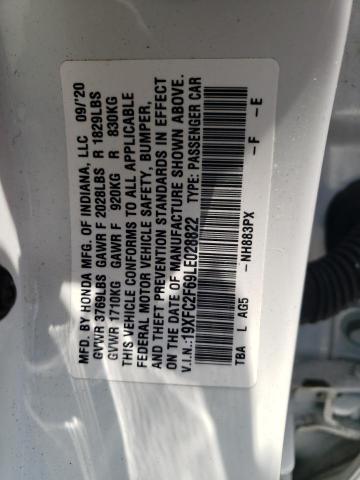 MFD. BY HONDA MFG. OF INDIANA, LLC 09/'20
GVWR 3769LBS GAWR F 2028LBS R 1829LBS
GVWR 1710KG GAWR F 920KG R 830KG
THIS VEHICLE CONFORMS TO ALL APPLICABLE
FEDERAL MOTOR VEHICLE SAFETY, BUMPER,
AND THEFT PREVENTION STANDARDS IN EFFECT
ON THE DATE OF MANUFACTURE SHOWN ABOVE.
V.I.N.:19XFC2F69LE028822 TYPE: PASSENGER CAR
TBA L AG5 -NH883PX -F -E